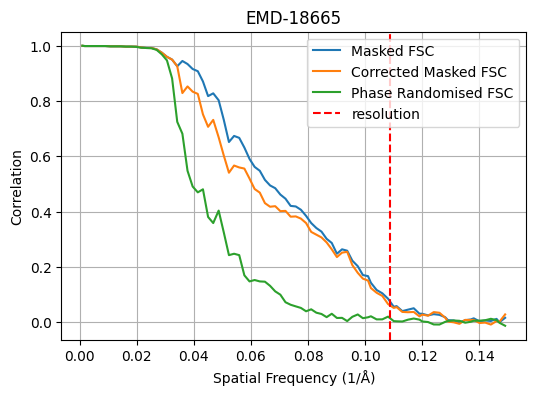 EMD-18665
Masked FSC
Corrected Masked FSC
Phase Randomised FSC
resolution
Correlation
1.0
0.8
0.6
0.4
0.2
0.0
0.00 0.02 0.04 0.06 0.08 0.10 0.12 0.14
Spatial Frequency (1/Å)